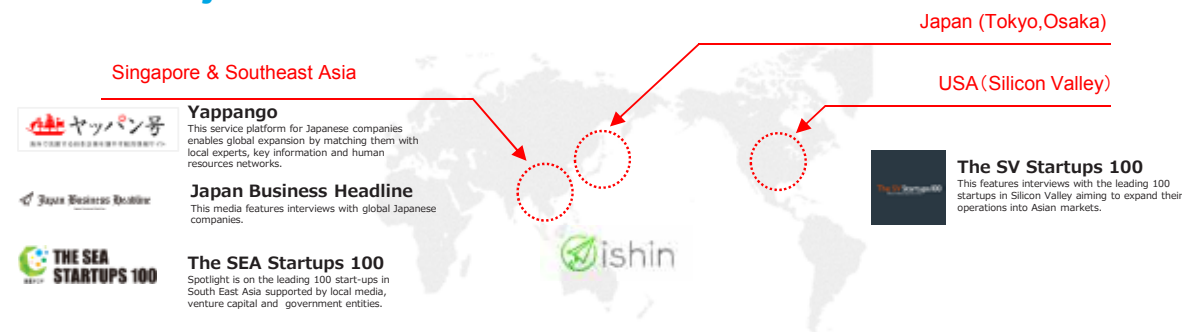 Japan (Tokyo,Osaka)
Singapore & Southeast Asia
USA（Silicon Valley）
ヤッパン号
Yappango
This service platform for Japanese companies
enables global expansion by matching them with
local experts, key information and human
resources networks.
Japan Business Headline
Japan Business Headline
This media features interviews with global Japanese
companies.
THE SEA
STARTUPS 100
The SEA Startups 100
Spotlight is on the leading 100 start-ups in
South East Asia supported by local media,
venture capital and government entities.
ishin
The SV Startups100
The SV Startups 100
This features interviews with the leading 100
startups in Silicon Valley aiming to expand their
operations into Asian markets.